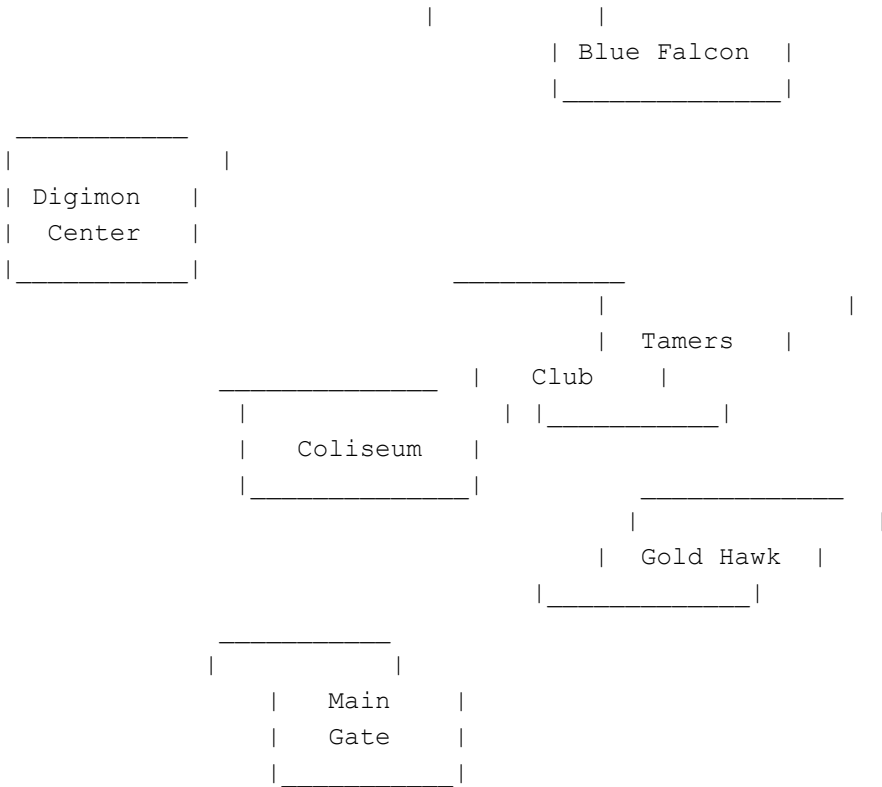 Blue Falcon
Digimon
Center
Tamers
Club
Coliseum
Gold Hawk
Main
Gate